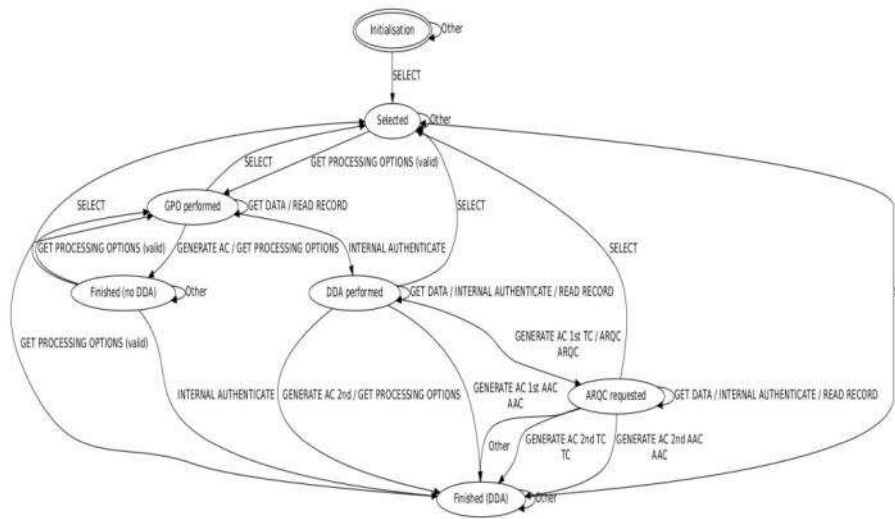 Initialisation
Other
SELECT
Selected
Other
SELECT
GET PROCESSING OPTIONS (valid)
SELECT
GPO performed
GET DATA / READ RECORD
SELECT
GET PROCESSING OPTIONS (valid)
GENERATE AC / GET PROCESSING OPTIONS
INTERNAL AUTHENTICATE
SELECT
Finished (no DDA)
Other
DDA performed
GET DATA / INTERNAL AUTHENTICATE / READ RECORD
GET PROCESSING OPTIONS (valid)
GENERATE AC 1st TC / ARQC
ARQC
INTERNAL AUTHENTICATE
GENERATE AC 2nd / GET PROCESSING OPTIONS
GENERATE AC 1st AAC
AAC
ARQC requested
GET DATA / INTERNAL AUTHENTICATE / READ RECORD
Other
GENERATE AC 2nd TC
TC
GENERATE AC 2nd AAC
AAC
Finished (DDA)
Other